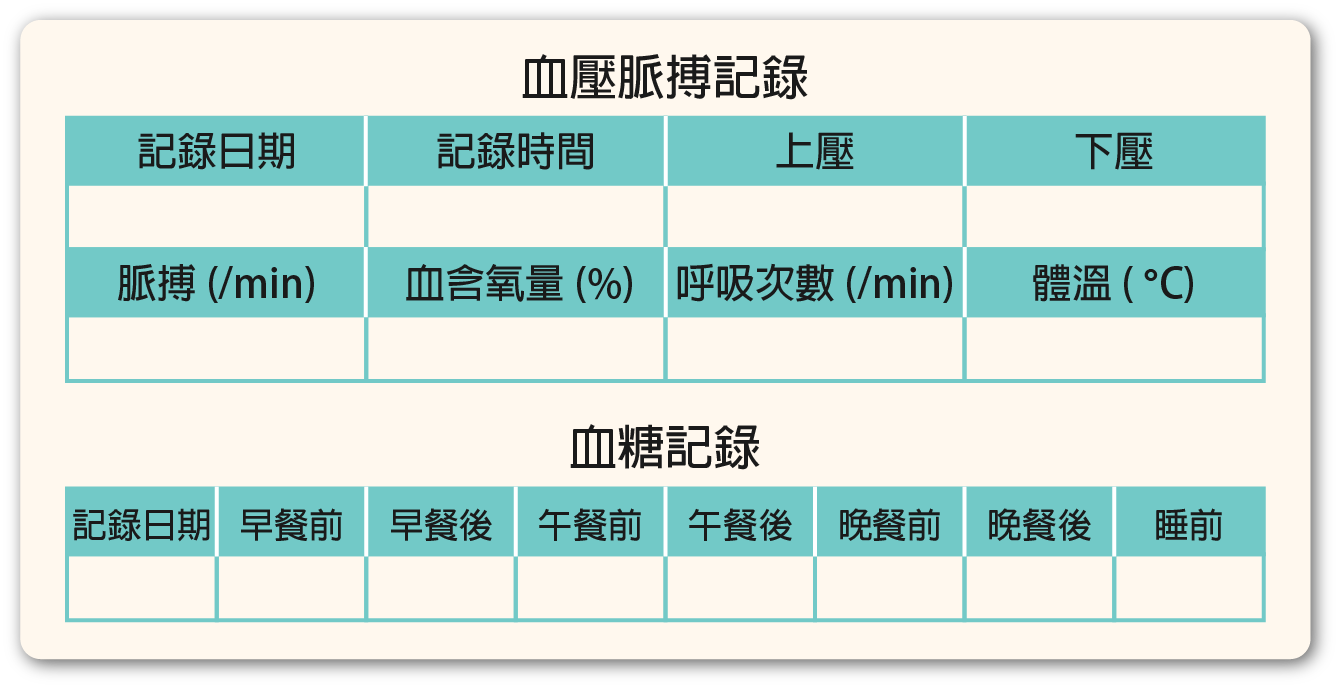 血壓脈搏記錄
記錄日期 記錄時間 上壓 下壓
脈搏 (/min) 血含氧量 (%) 呼吸次數 (/min) 體溫 ( °C)
血糖記錄
記錄日期 早餐前 早餐後 午餐前 午餐後 晚餐前 晚餐後 睡前